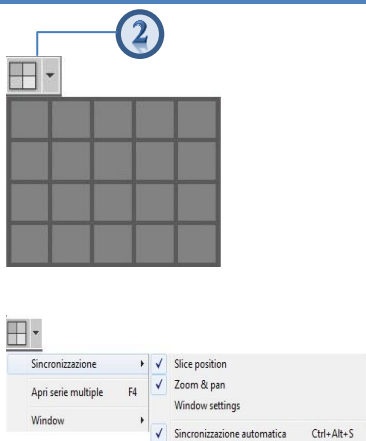 2
Sincronizzazione
Slice position
Apri serie multiple F4
Zoom & pan
Window settings
Window
Sincronizzazione automatica Ctrl+Alt+S